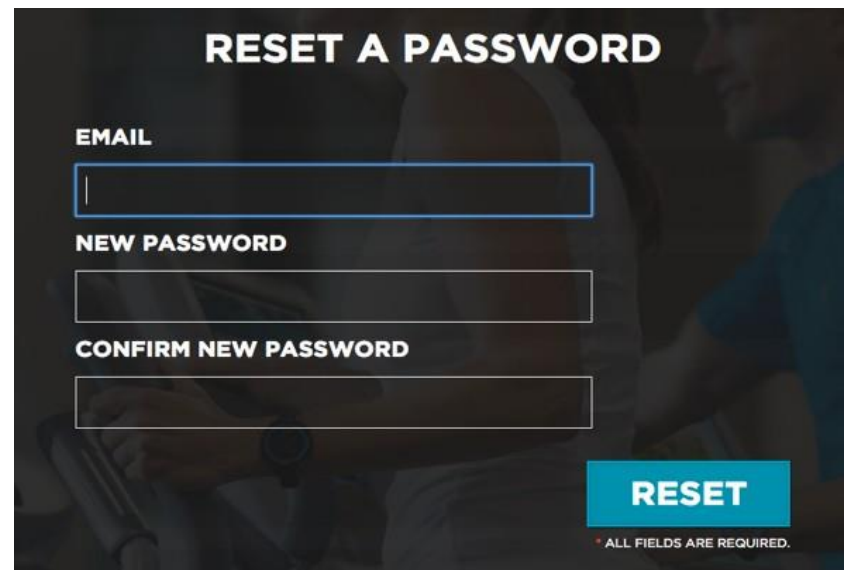 RESET A PASSWORD
EMAIL
NEW PASSWORD
CONFIRM NEW PASSWORD
RESET
* ALL FIELDS ARE REQUIRED.